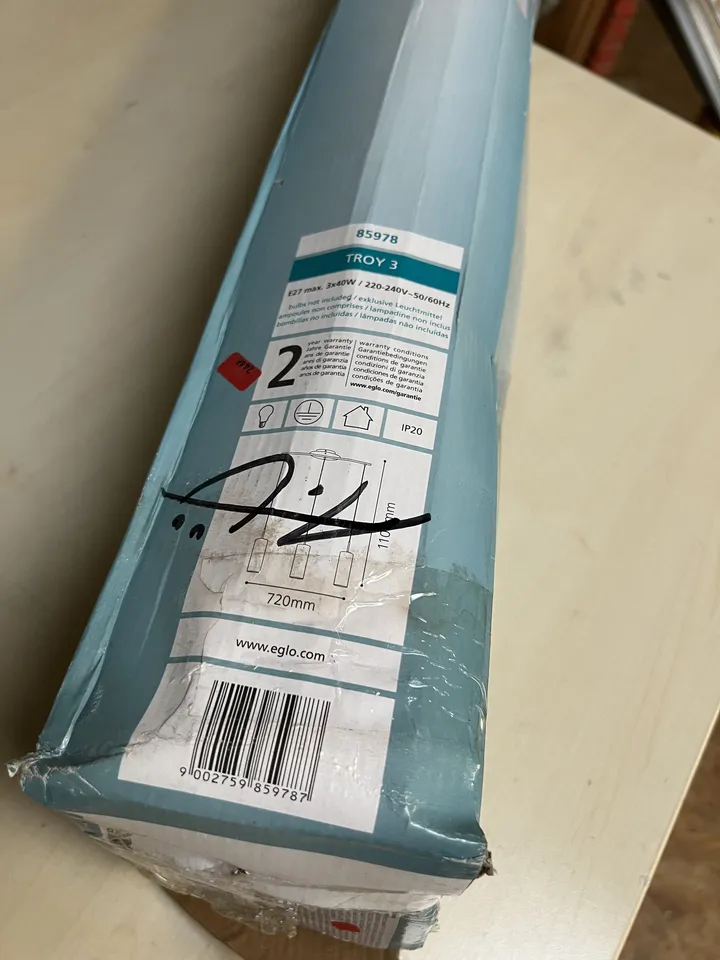 85978
TROY 3
E27 max. 3x40W / 220-240V~50/60Hz
bulbs not included / exklusive Leuchtmittel
ampoules non comprises / lampadine non incluse
bombillas no incluídas / lâmpadas não incluídas
2
year warranty
Jahre Garantie
ans de garantie
anni di garanzia
años de garantía
anos de garantia
warranty conditions
Garantiebedingungen
conditions de garantie
condizioni di garanzia
condiciones de garantía
condições de garantia
www.eglo.com/garantie
IP20
720mm
www.eglo.com
9 002759 859787